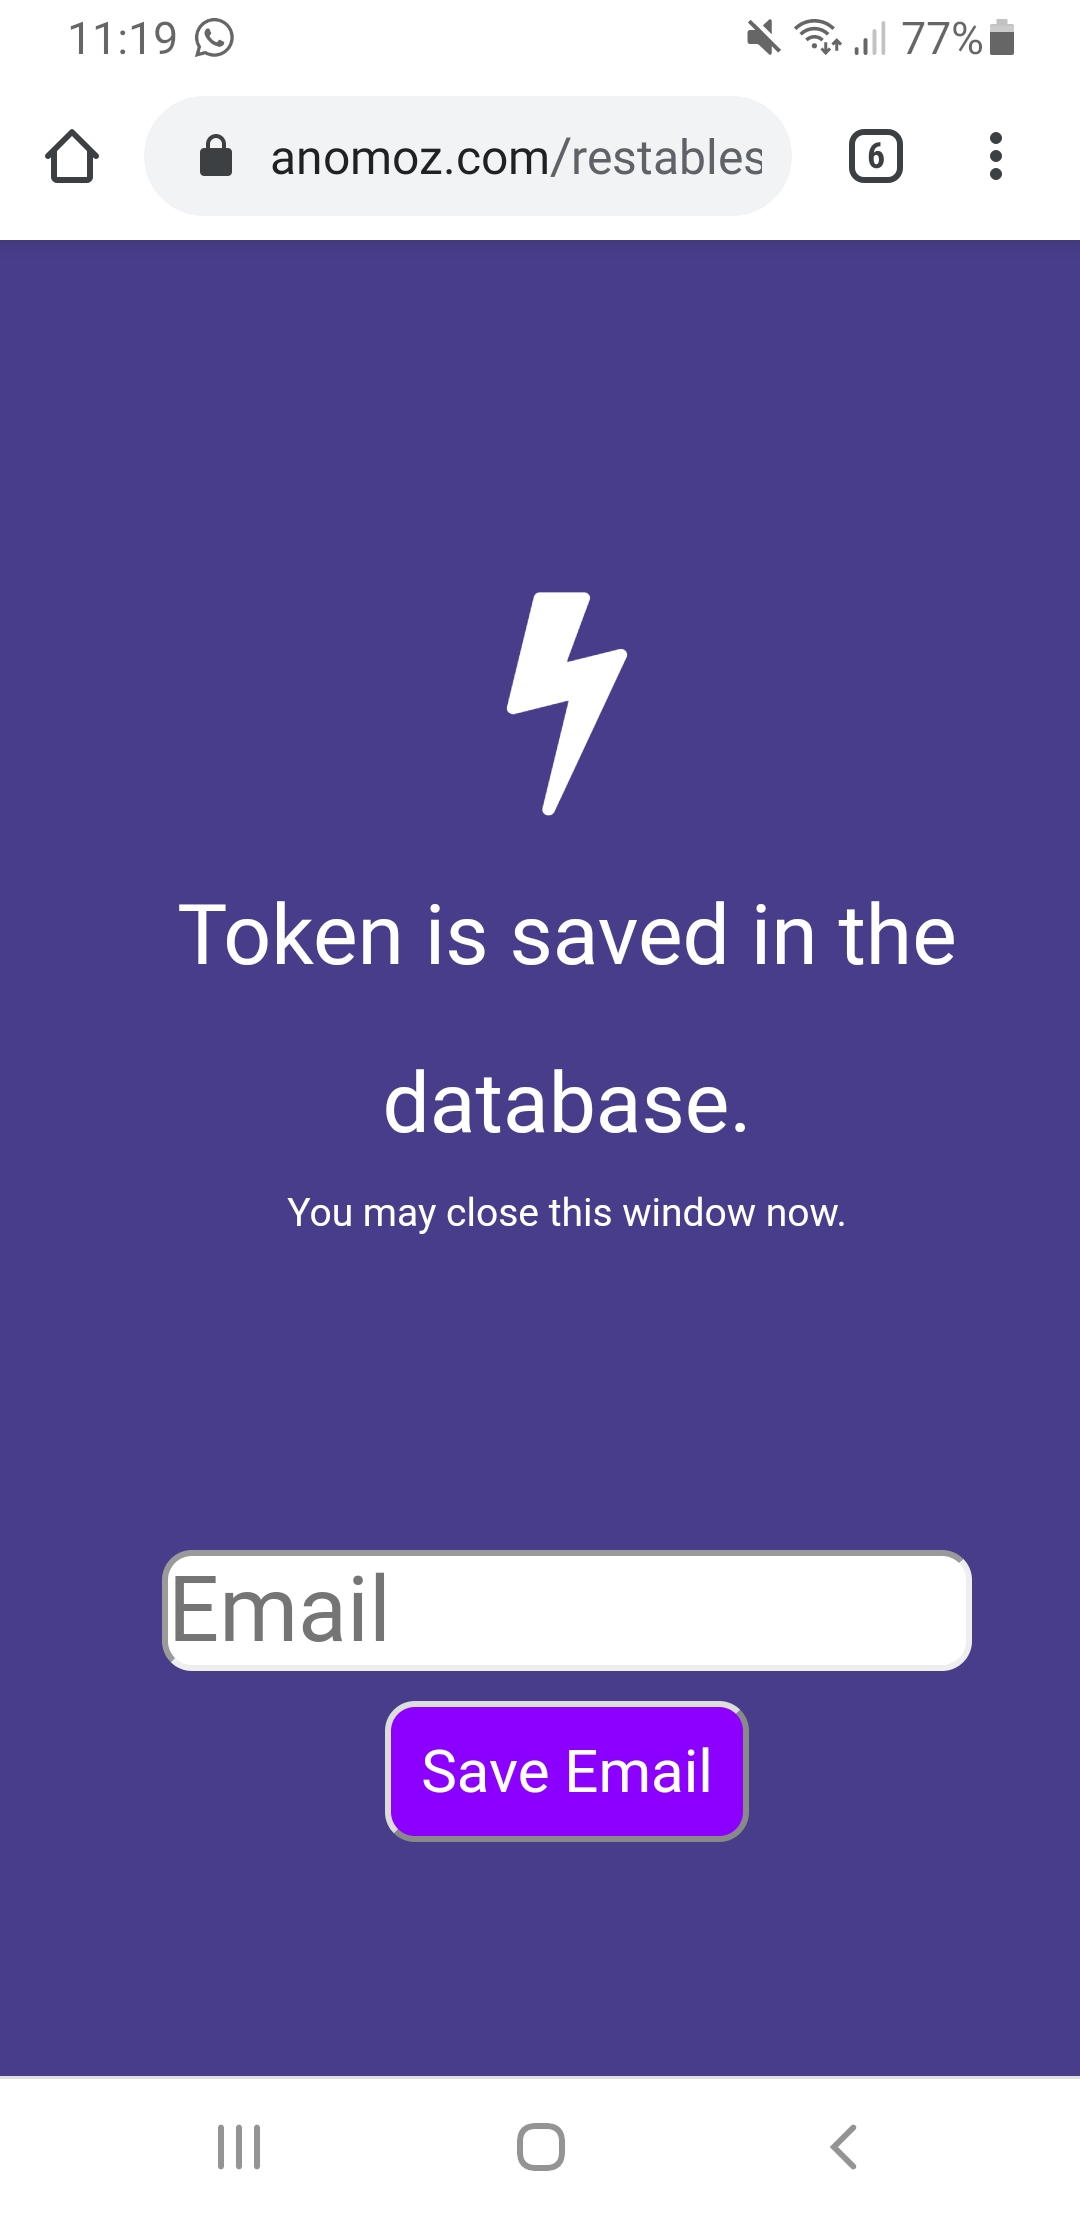 11:19 77%
anomoz.com/restables 6
Token is saved in the
database.
You may close this window now.
Email
Save Email